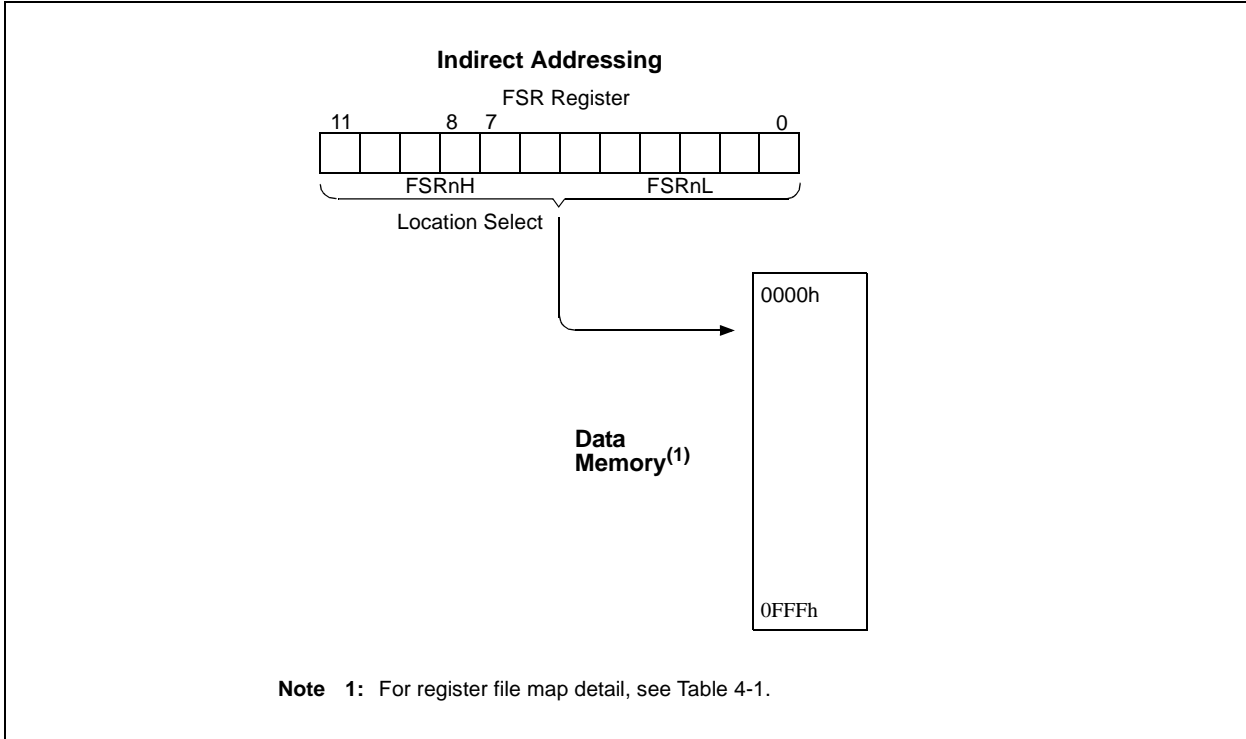 Indirect Addressing
FSR Register
11 8 7 0
FSRnH FSRnL
Location Select
0000h
Data
Memory(1)
0FFFh
Note 1: For register file map detail, see Table 4-1.